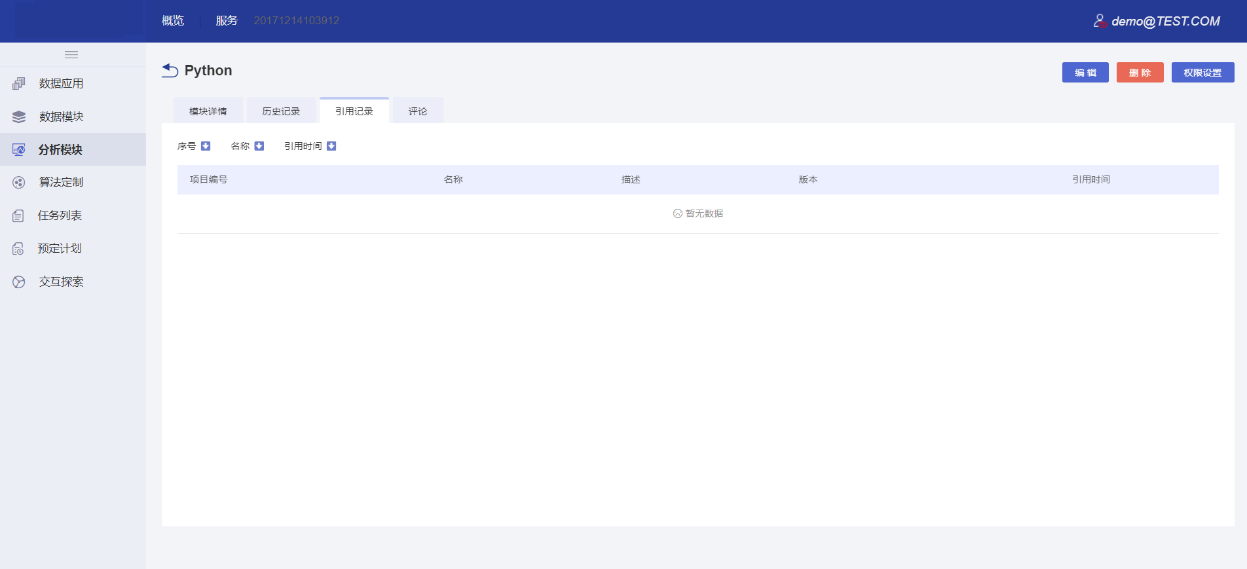 概览 服务 20171214103912 demo@TEST.COM
数据应用
数据模块
分析模块
算法定制
任务列表
预定计划
交互探索
Python 编辑 删除 权限设置
模块详情 历史记录 引用记录 评论
序号 名称 引用时间
项目编号 名称 描述 版本 引用时间
暂无数据